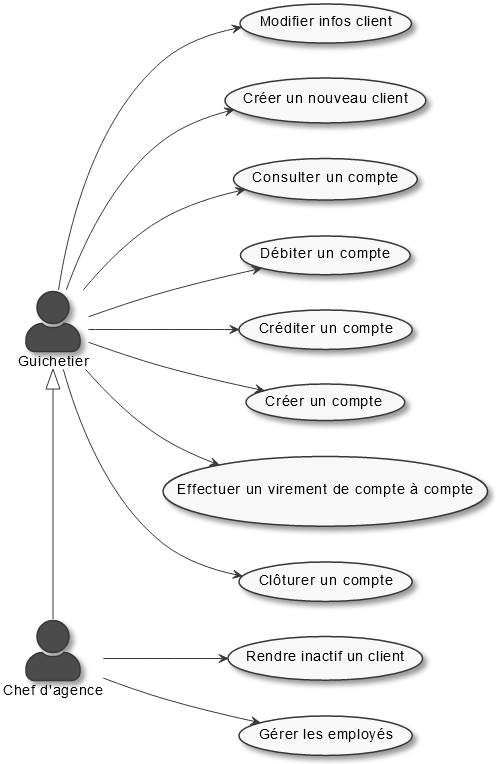 Modifier infos client
Créer un nouveau client
Consulter un compte
Débiter un compte
Créditer un compte
Guichetier
Créer un compte
Effectuer un virement de compte à compte
Clôturer un compte
Rendre inactif un client
Chef d'agence
Gérer les employés